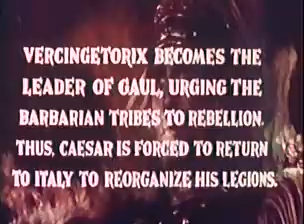 VERCINGETORIX BECOMES THE
LEADER OF GAUL, URGING THE
BARBARIAN TRIBES TO REBELLION.
THUS, CAESAR IS FORCED TO RETURN
TO ITALY TO REORGANIZE HIS LEGIONS.